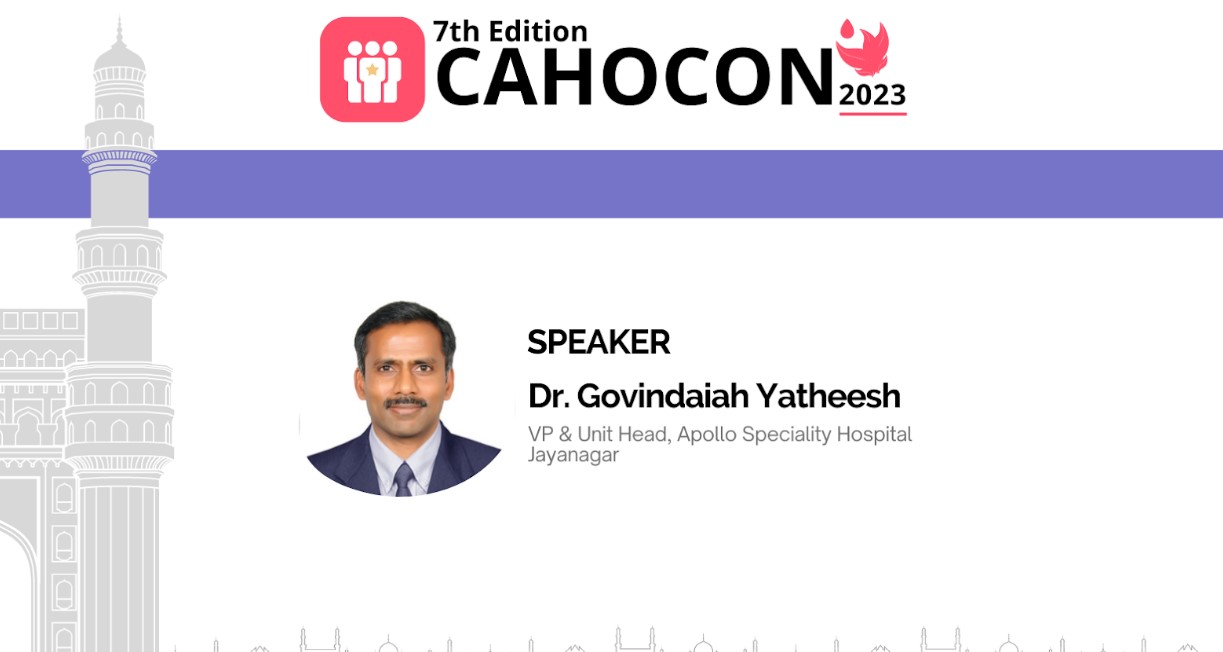 7th Edition
CAHOCON
2023
SPEAKER
Dr. Govindaiah Yatheesh
VP & Unit Head, Apollo Speciality Hospital
Jayanagar